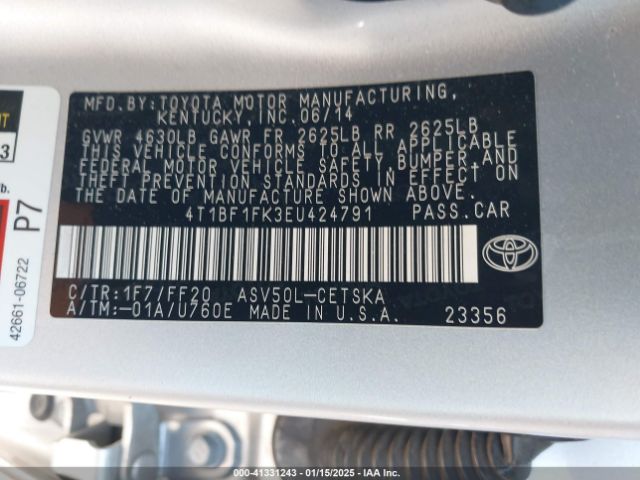 MFD.BY:TOYOTA MOTOR MANUFACTURING,
KENTUCKY,INC.06/14
GVWR 4630LB GAWR FR 2625LB RR 2625LB
THIS VEHICLE CONFORMS TO ALL APPLICABLE
FEDERAL MOTOR VEHICLE SAFETY,BUMPER,AND
THEFT PREVENTION STANDARDS IN EFFECT ON
THE DATE OF MANUFACTURE SHOWN ABOVE.
4T1BF1FK3EU424791 PASS.CAR
C/TR:1F7/FF20 ASV50L-CETSKA
A/TM:-01A/U760E MADE IN U.S.A. 23356
TOYOTA
3
b.
P7
42661-06722
000-41331243 01/15/2025 IAA Inc.